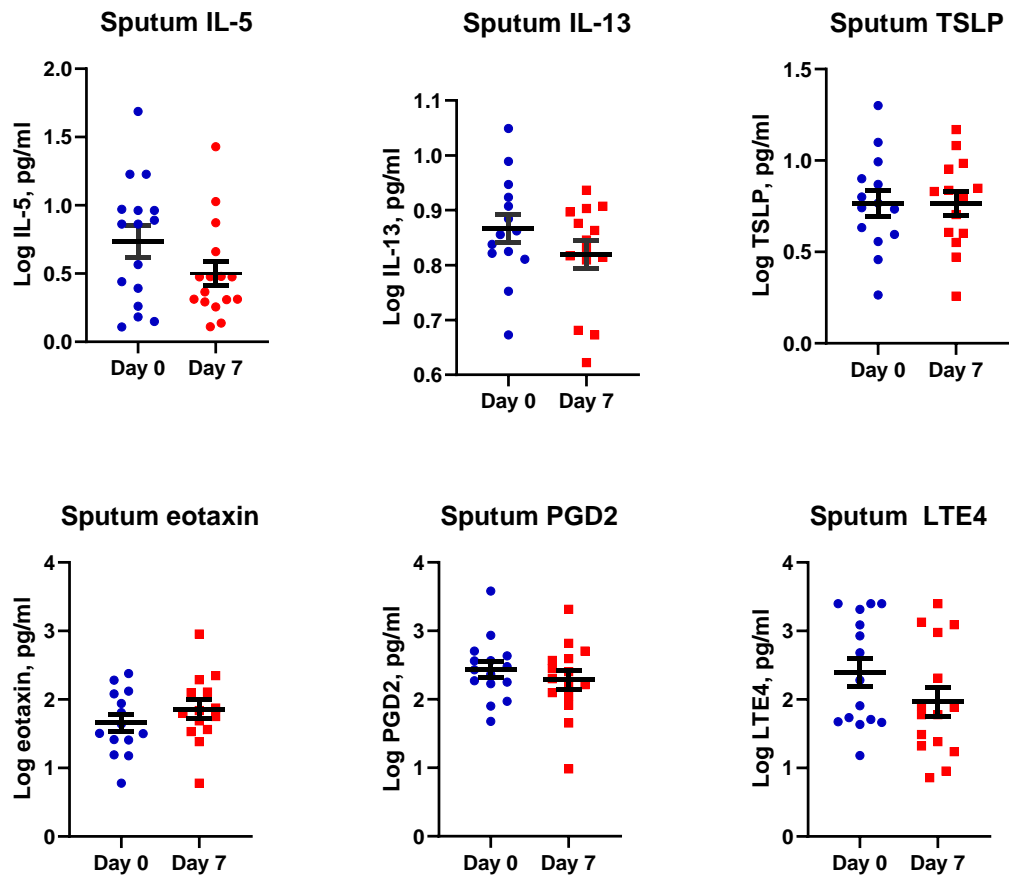 Sputum IL-5
Log IL-5, pg/ml
2.0
1.5
1.0
0.5
0.0
Day 0 Day 7
Sputum IL-13
Log IL-13, pg/ml
1.1
1.0
0.9
0.8
0.7
0.6
Day 0 Day 7
Sputum TSLP
Log TSLP, pg/ml
1.5
1.0
0.5
0.0
Day 0 Day 7
Sputum eotaxin
Log eotaxin, pg/ml
4
3
2
1
0
Day 0 Day 7
Sputum PGD2
Log PGD2, pg/ml
4
3
2
1
0
Day 0 Day 7
Sputum LTE4
Log LTE4, pg/ml
4
3
2
1
0
Day 0 Day 7